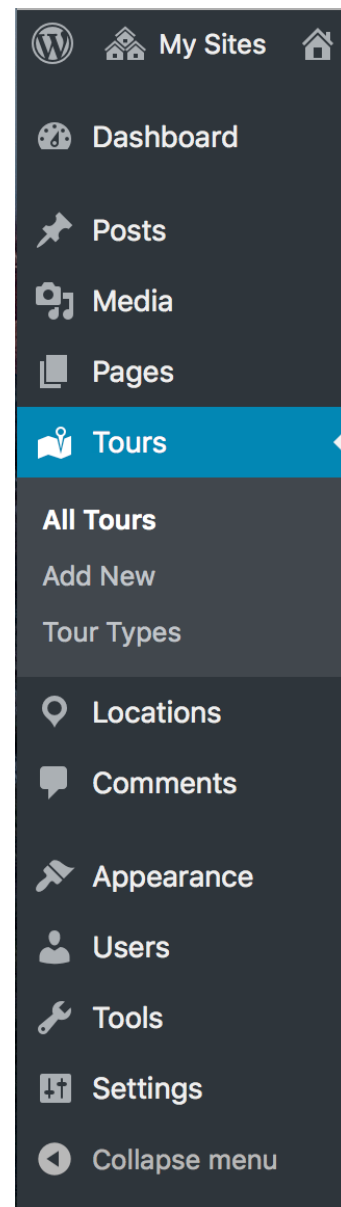 My Sites
Dashboard
Posts
Media
Pages
Tours
All Tours
Add New
Tour Types
Locations
Comments
Appearance
Users
Tools
Settings
Collapse menu